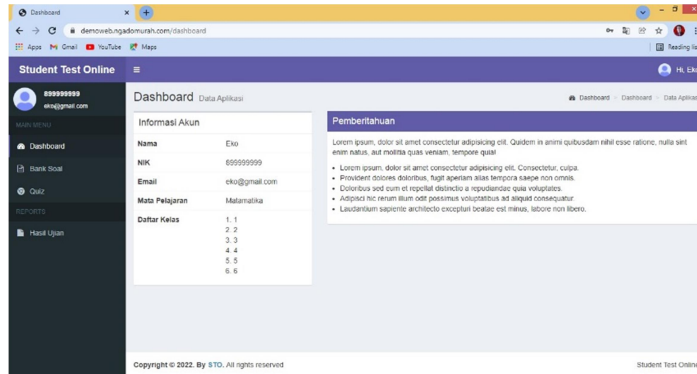 Dashboard
demoweb.ngadomurah.com/dashboard
Apps Gmail YouTube Maps
Reading lis
Student Test Online
Hi, Eko
899999999
eko@gmail.com
MAIN MENU
Dashboard
Bank Soal
Quiz
REPORTS
Hasil Ujian
Dashboard Data Aplikasi
Dashboard Dashboard Data Aplikas
Informasi Akun
Nama Eko
NIK 899999999
Email eko@gmail.com
Mata Pelajaran Matamatika
Daftar Kelas 1. 1
2. 2
3. 3
4. 4
5. 5
6. 6
Pemberitahuan
Lorem ipsum, dolor sit amet consectetur adipisicing elit. Quidem in animi quibusdam nihil esse ratione, nulla sint
enim natus, aut mollitia quas veniam, tempore quia!
Lorem ipsum, dolor sit amet consectetur adipisicing elit. Consectetur, culpa.
Provident dolores doloribus, fugit aperiam alias tempora saepe non omnis.
Doloribus sed eum et repellat distinctio a repudiandae quia voluptates.
Adipisci hic rerum illum odit possimus voluptatibus ad aliquid consequatur.
Laudantium sapiente architecto excepturi beatae est minus, labore non libero.
Copyright © 2022. By STO. All rights reserved
Student Test Online